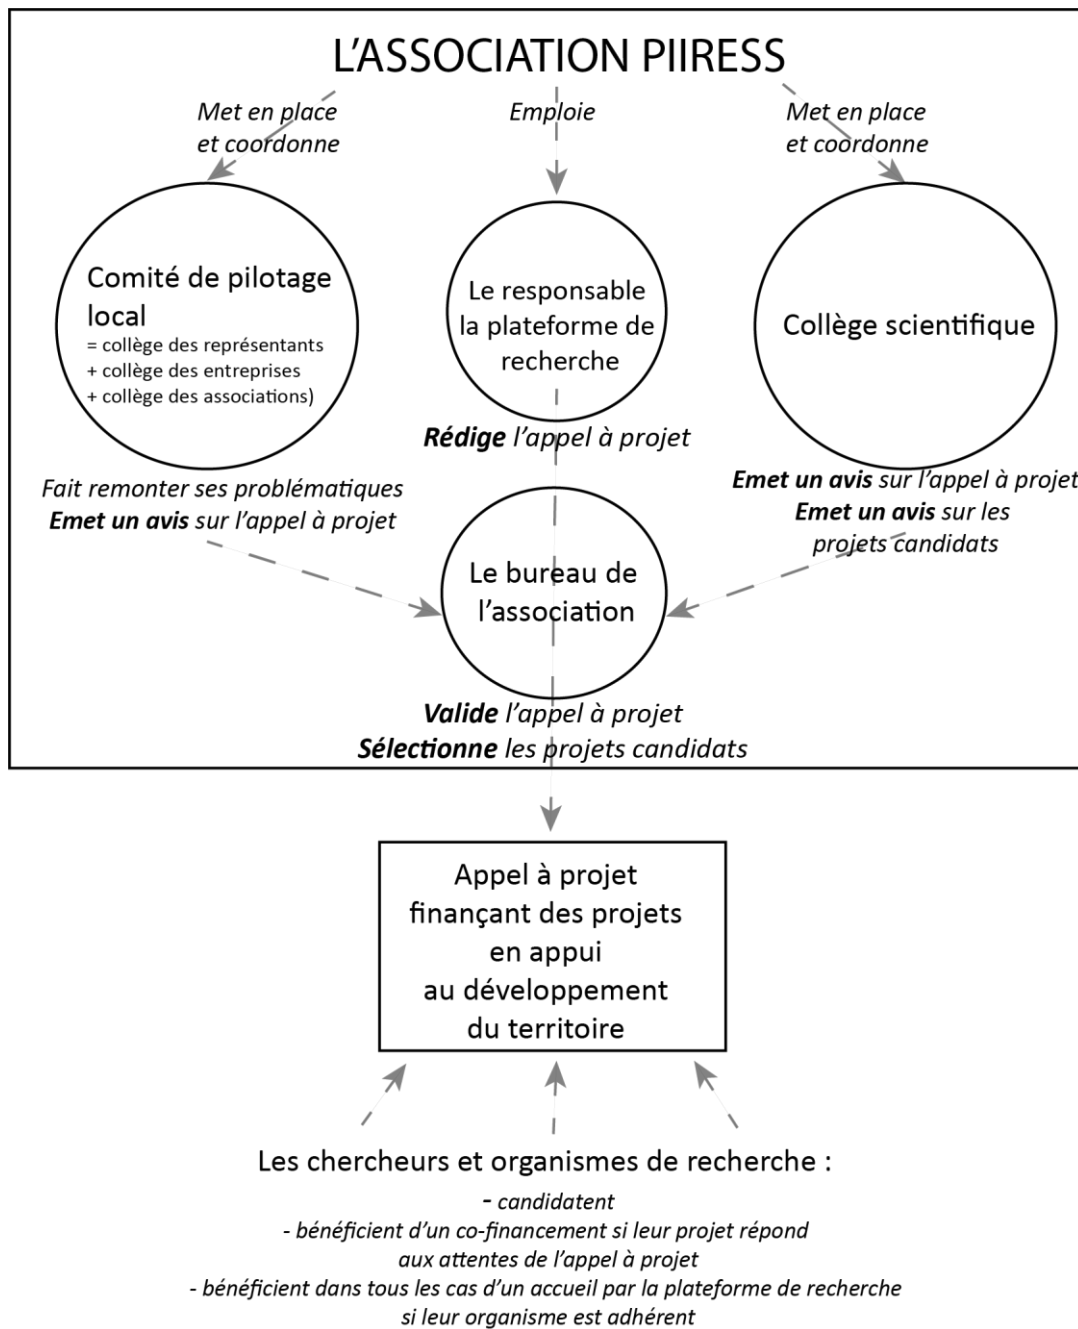 L'ASSOCIATION PIIRESS
Met en place
et coordonne
Emploie
Met en place
et coordonne
Comité de pilotage
local
= collège des représentants
+ collège des entreprises
+ collège des associations)
Le responsable
la plateforme de
recherche
Collège scientifique
Rédige l'appel à projet
Fait remonter ses problématiques
Emet un avis sur l'appel à projet
Emet un avis sur l'appel à projet
Emet un avis sur les
projets candidats
Le bureau de
l'association
Valide l'appel à projet
Sélectionne les projets candidats
Appel à projet
finançant des projets
en appui
au développement
du territoire
Les chercheurs et organismes de recherche :
- candidatent
- bénéficient d'un co-financement si leur projet répond
aux attentes de l'appel à projet
- bénéficient dans tous les cas d'un accueil par la plateforme de recherche
si leur organisme est adhérent